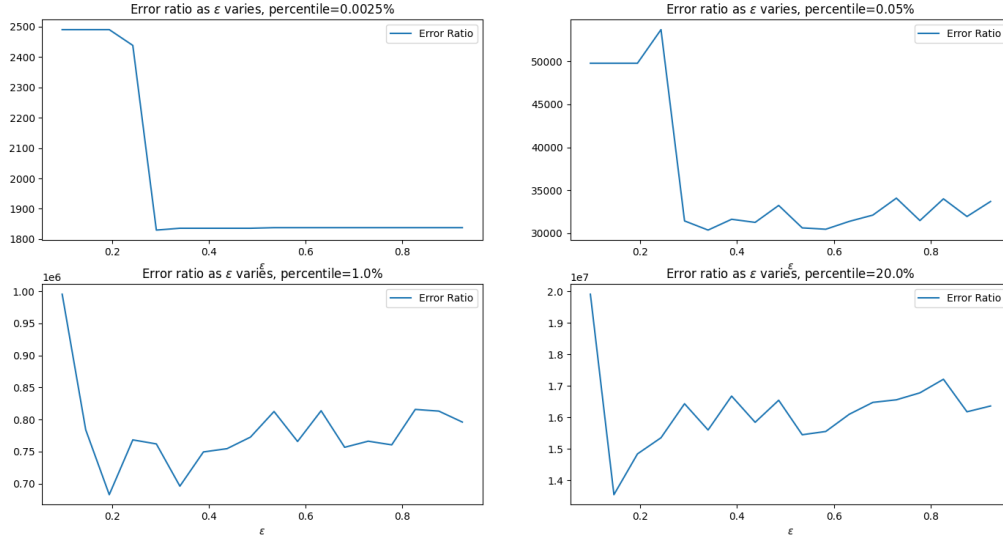 Error ratio as ε varies, percentile=0.0025%
Error Ratio
2500
2400
2300
2200
2100
2000
1900
1800
0.2 0.4 0.6 0.8
ε
Error ratio as ε varies, percentile=0.05%
Error Ratio
50000
45000
40000
35000
30000
0.2 0.4 0.6 0.8
ε
Error ratio as ε varies, percentile=1.0%
1e6
Error Ratio
1.00
0.95
0.90
0.85
0.80
0.75
0.70
0.2 0.4 0.6 0.8
ε
Error ratio as ε varies, percentile=20.0%
1e7
Error Ratio
2.0
1.9
1.8
1.7
1.6
1.5
1.4
0.2 0.4 0.6 0.8
ε